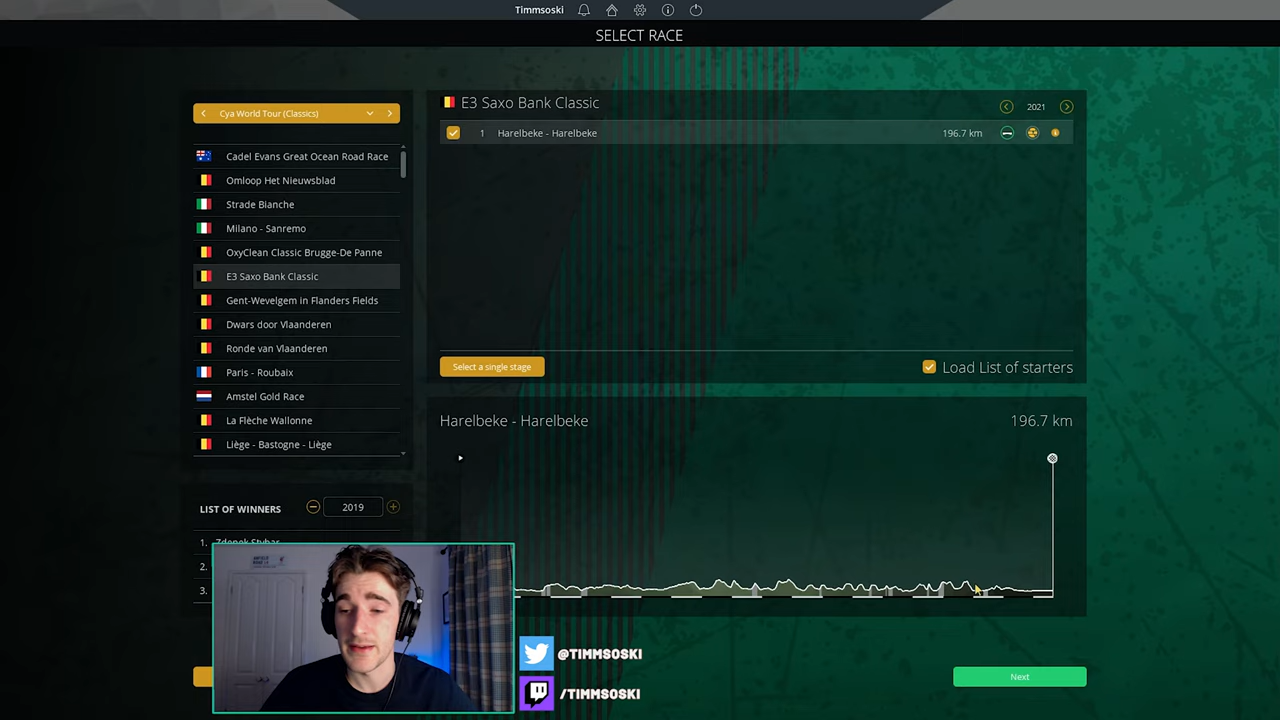 Timmsoski
SELECT RACE
Cya World Tour (Classics)
Cadel Evans Great Ocean Road Race
Omloop Het Nieuwsblad
Strade Bianche
Milano - Sanremo
OxyClean Classic Brugge-De Panne
E3 Saxo Bank Classic
Gent-Wevelgem in Flanders Fields
Dwars door Vlaanderen
Ronde van Vlaanderen
Paris - Roubaix
Amstel Gold Race
La Flèche Wallonne
Liège - Bastogne - Liège
LIST OF WINNERS 2019
1. Zdenek Stybar
2.
3.
E3 Saxo Bank Classic 2021
1 Harelbeke - Harelbeke 196.7 km
Select a single stage
Load List of starters
Harelbeke - Harelbeke 196.7 km
@TIMMSOSKI
/TIMMSOSKI
Next